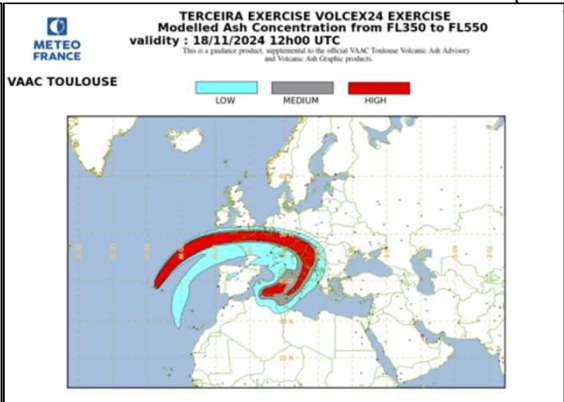 TERCEIRA EXERCISE VOLCEX24 EXERCISE
Modelled Ash Concentration from FL350 to FL550
validity : 18/11/2024 12h00 UTC
This is a guidance product, supplemental to the official VAAC Toulouse Volcanic Ash Advisory
and Volcanic Ash Graphic products.
METEO
FRANCE
VAAC TOULOUSE
LOW
MEDIUM
HIGH